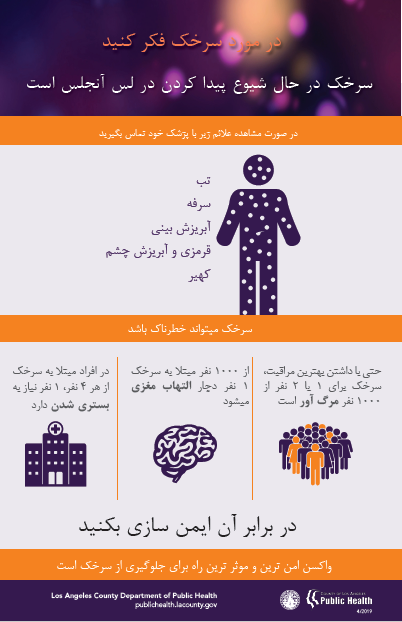 در مورد سرخک فکر کنید
سرخک در حال شیوع پیدا کردن در لس آنجلس است
در صورت مشاهده علائم زیر با پزشک خود تماس بگیرید
تب
سرفه
آبریزش بینی
قرمزی و آبریزش چشم
کهیر
سرخک میتواند خطرناک باشد
حتی با داشتن بهترین مراقبت،
سرخک برای ۱ یا ۲ نفر از
۱۰۰۰ نفر مرگ آور است
از ۱۰۰۰ نفر مبتلا به سرخک
۱ نفر دچار التهاب مغزی
میشود
در افراد مبتلا به سرخک
از هر ۴ نفر، ۱ نفر نیاز به
بستری شدن دارد
در برابر آن ایمن سازی بکنید
واکسن امن ترین و موثر ترین راه برای جلوگیری از سرخک است
Los Angeles County Department of Public Health
publichealth.lacounty.gov
COUNTY OF LOS ANGELES
Public Health
4/2019